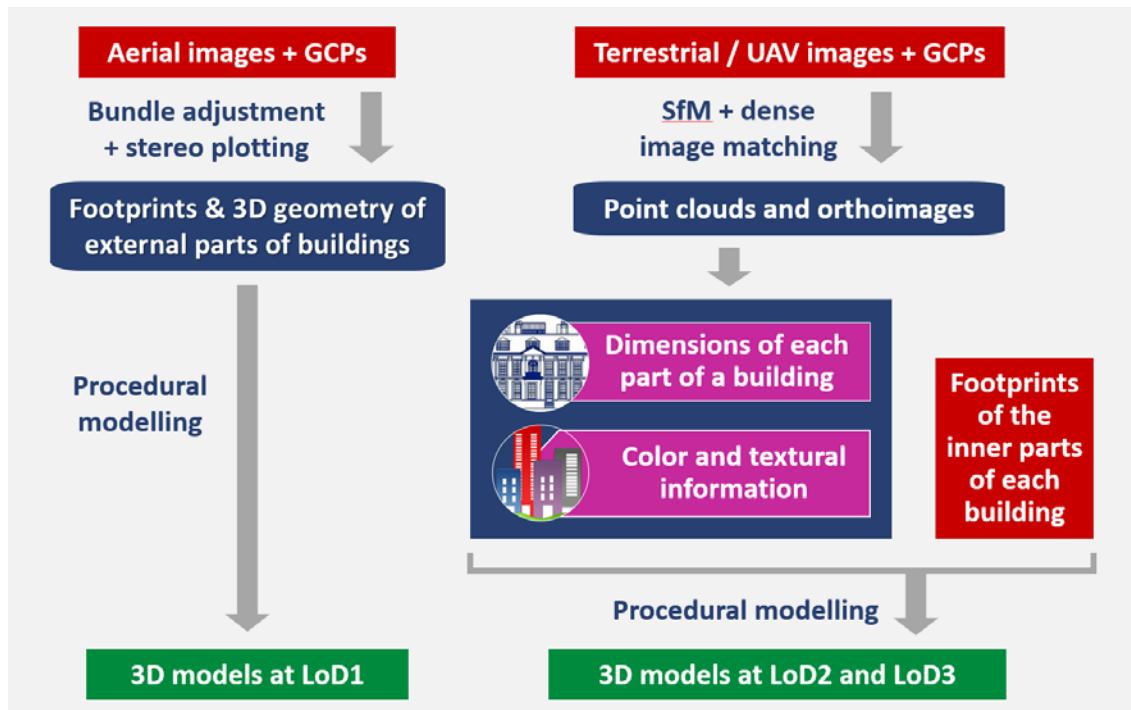 Aerial images + GCPs
Bundle adjustment
+ stereo plotting
Footprints & 3D geometry of
external parts of buildings
Procedural
modelling
3D models at LoD1
Terrestrial / UAV images + GCPs
SfM + dense
image matching
Point clouds and orthoimages
Dimensions of each
part of a building
Color and textural
information
Footprints
of the
inner parts
of each
building
Procedural modelling
3D models at LoD2 and LoD3